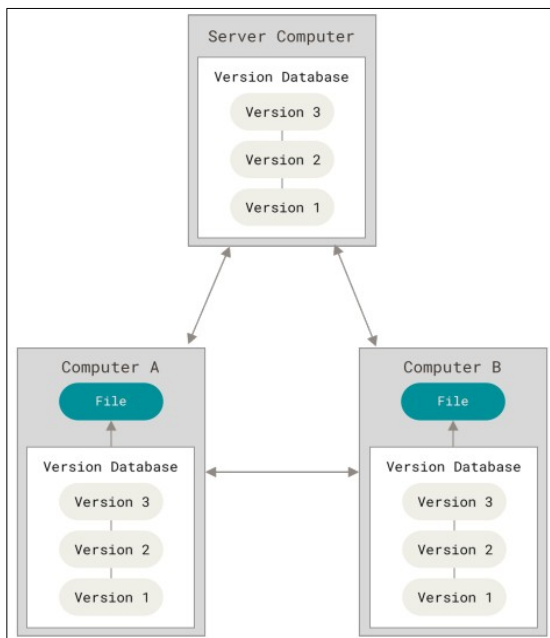 Server Computer
Version Database
Version 3
Version 2
Version 1
Computer A
File
Version Database
Version 3
Version 2
Version 1
Computer B
File
Version Database
Version 3
Version 2
Version 1